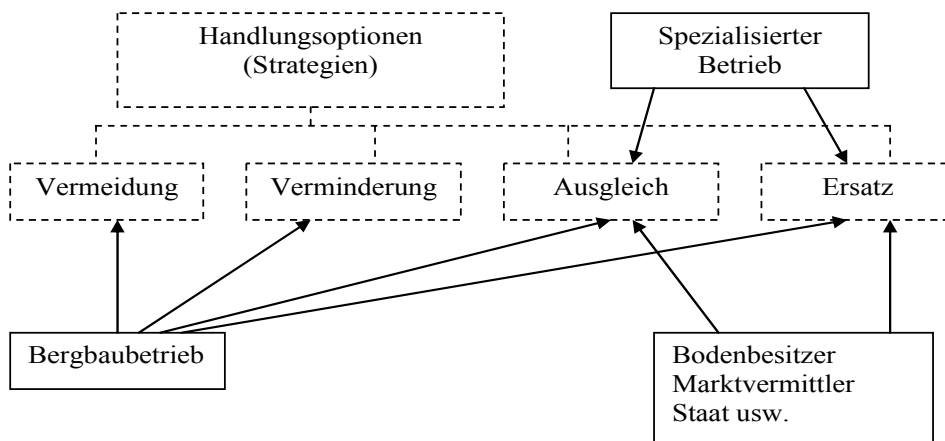 Handlungsoptionen
(Strategien)
Spezialisierter
Betrieb
Vermeidung
Verminderung
Ausgleich
Ersatz
Bergbaubetrieb
Bodenbesitzer
Marktvermittler
Staat usw.